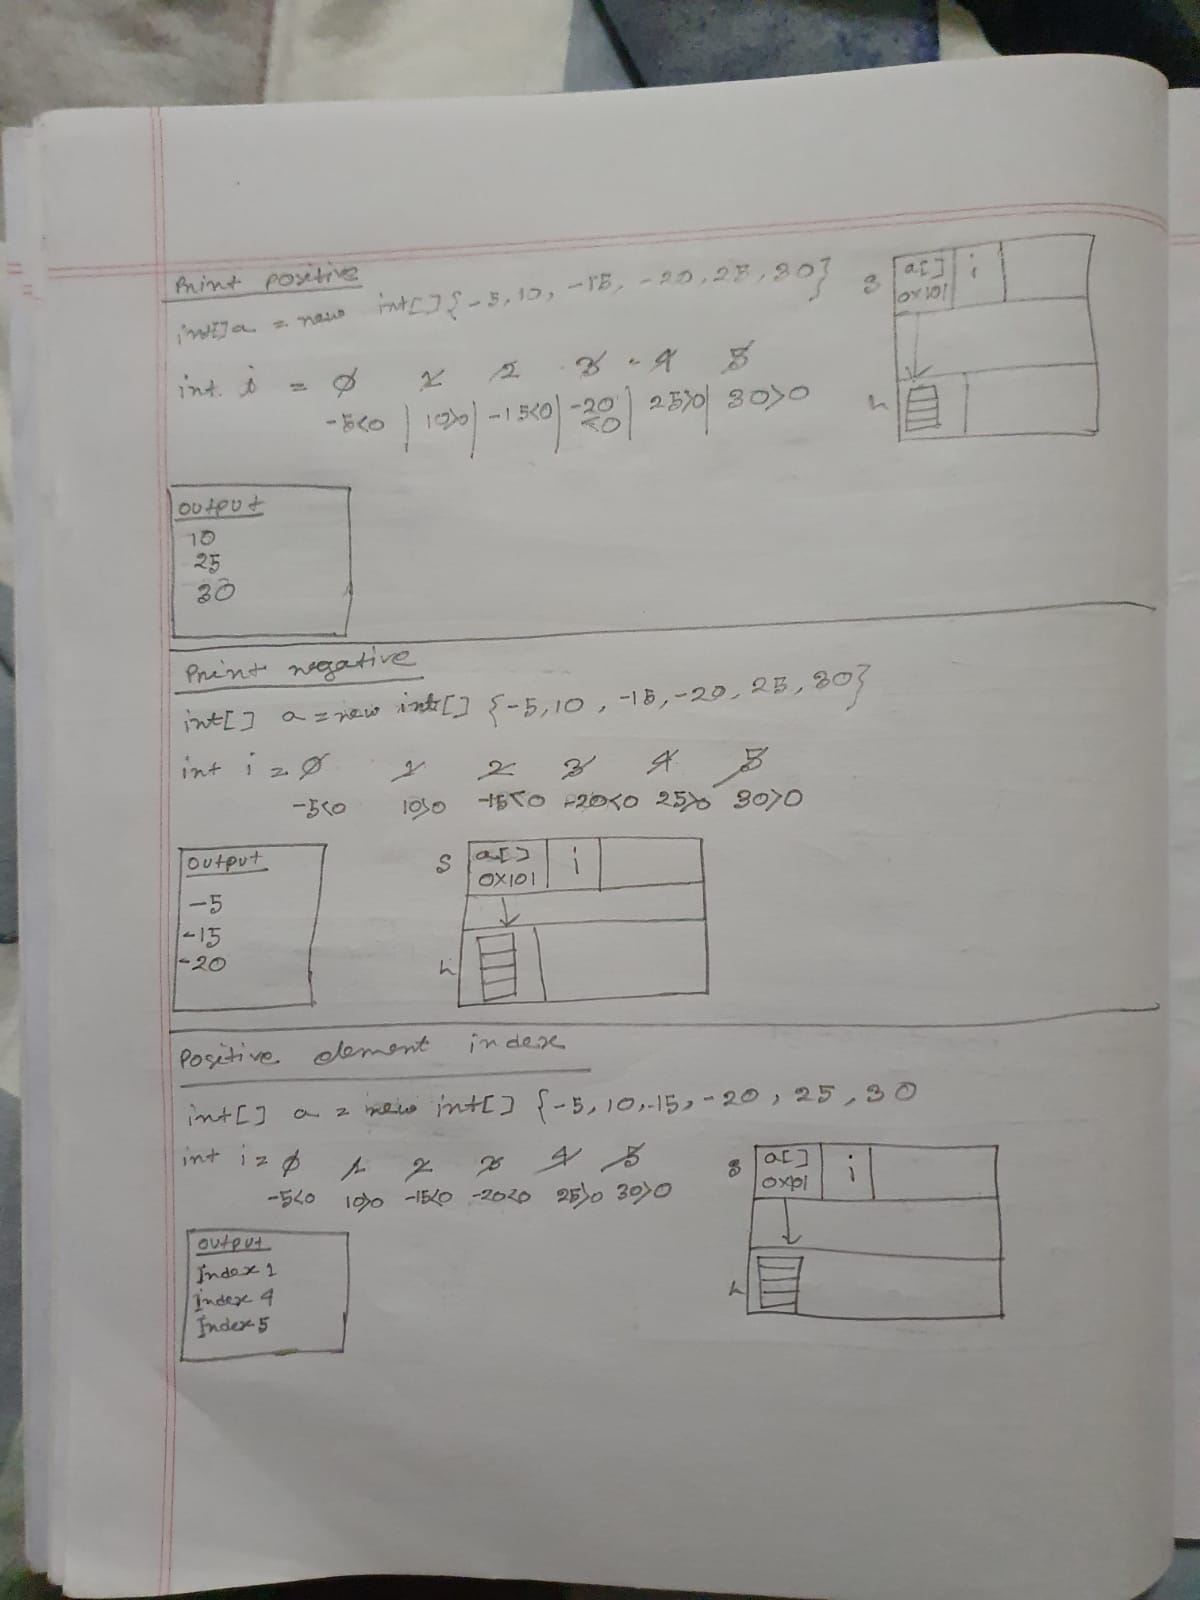 Print positive
int[]a = new int[]{-5,10, -15, -20,25,30}
int i = 0 1 2 3 4 5
-5<0 | 10>0 | -15<0 | -20<0 | 25>0 | 30>0
S a[] i
0x101
h
output
10
25
30
Print negative
int[] a = new int[] {-5,10, -15,-20,25,30}
int i = 0 1 2 3 4 5
-5<0 10>0 -15<0 -20<0 25>0 30>0
output
-5
-15
-20
S a[] i
0x101
h
Positive element index
int[] a = new int[] {-5,10,-15,-20,25,30
int i = 0 1 2 3 4 5
-5<0 10>0 -15<0 -20<0 25>0 30>0
S a[] i
0x101
h
output
Index 1
Index 4
Index 5